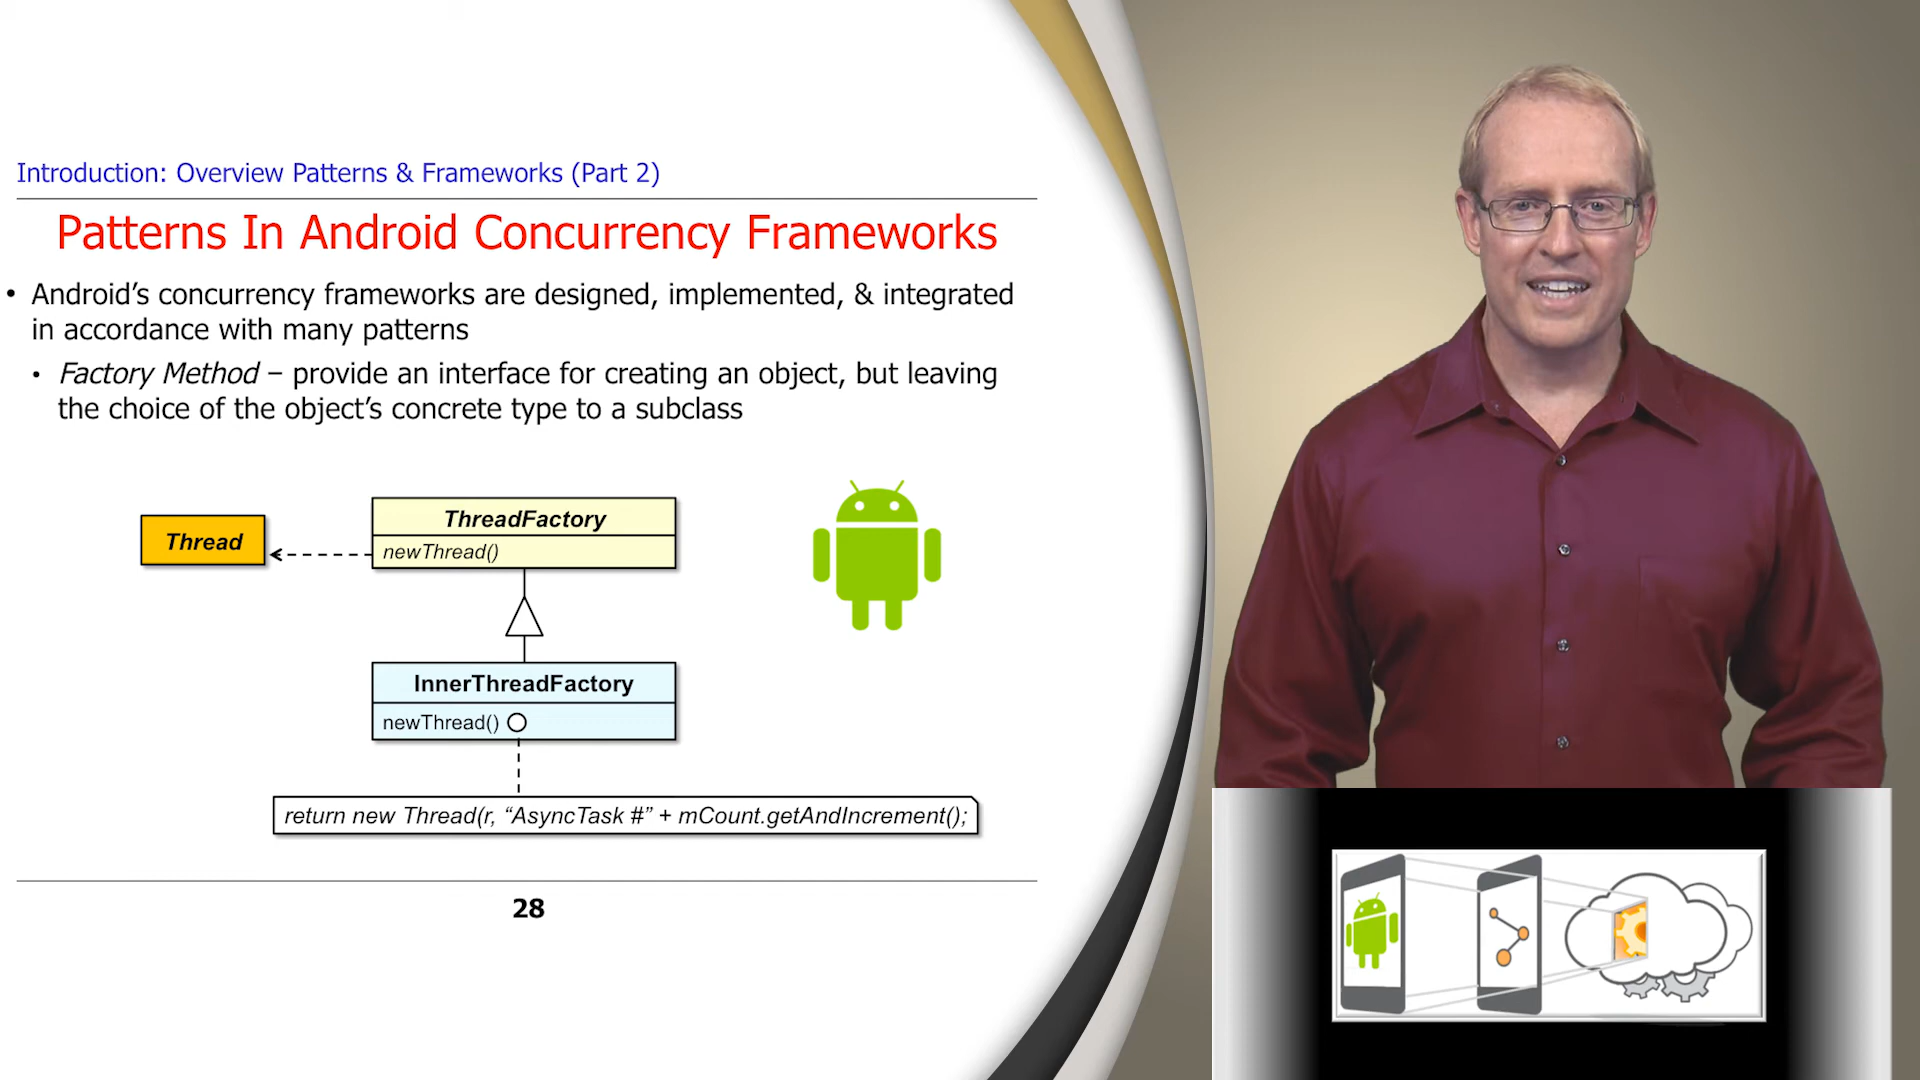 Introduction: Overview Patterns & Frameworks (Part 2)
Patterns In Android Concurrency Frameworks
• Android’s concurrency frameworks are designed, implemented, & integrated
in accordance with many patterns
• Factory Method – provide an interface for creating an object, but leaving
the choice of the object’s concrete type to a subclass
Thread
ThreadFactory
newThread()
InnerThreadFactory
newThread()
return new Thread(r, “AsyncTask #” + mCount.getAndIncrement();
28